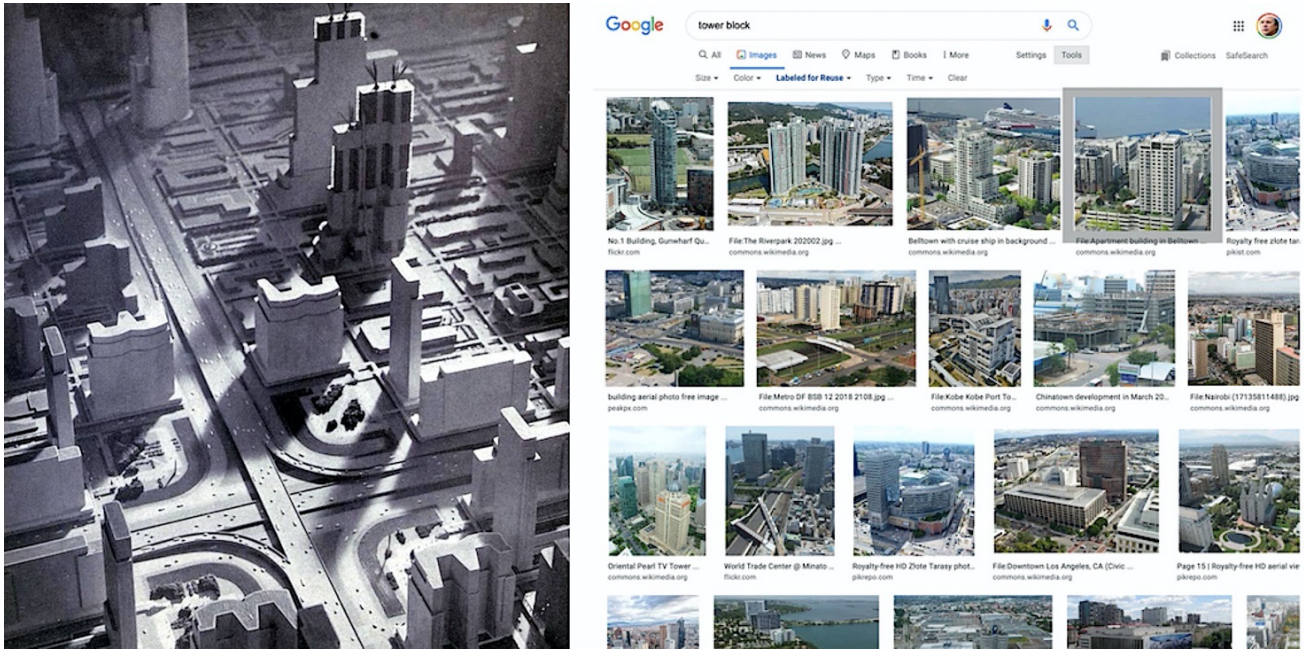 Google
tower block
All Images News Maps Books More Settings Tools Collections SafeSearch
Size Color Labeled for Reuse Type Time Clear
No.1 Building, Gunwharf Qu...
flickr.com
File:The Riverpark 202002.jpg ...
commons.wikimedia.org
Belltown with cruise ship in background ...
commons.wikimedia.org
File:Apartment building in Belltown ...
commons.wikimedia.org
Royalty free zlote tar
pikist.com
building aerial photo free image ...
peakpx.com
File:Metro DF BSB 12 2018 2108.jpg ...
commons.wikimedia.org
File:Kobe Kobe Port To...
commons.wikimedia.org
Chinatown development in March 20...
commons.wikimedia.org
File:Nairobi (17135811488).jpg
commons.wikimedia.org
Oriental Pearl TV Tower ...
commons.wikimedia.org
World Trade Center @ Minato ...
flickr.com
Royalty-free HD Zlote Tarasy phot...
pikrepo.com
File:Downtown Los Angeles, CA (Civic ...
commons.wikimedia.org
Page 15 | Royalty-free HD aerial vie
pikrepo.com